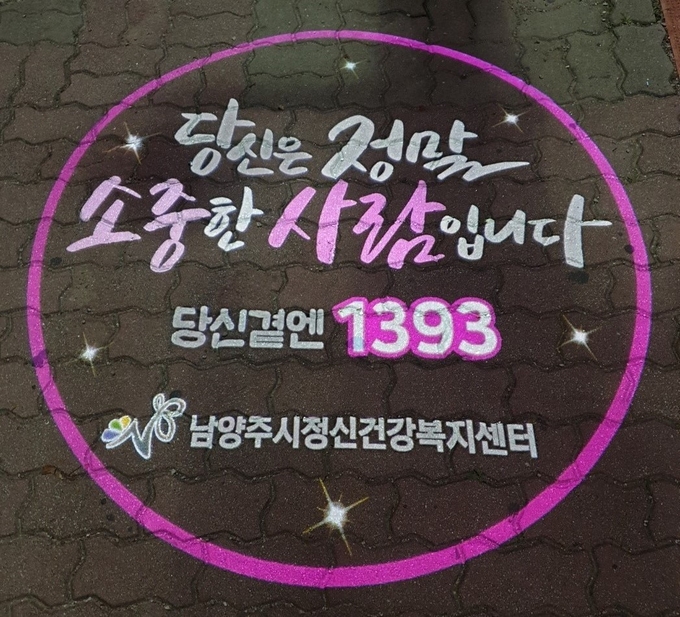 당신은 정말
소중한 사람입니다
당신곁엔 1393
남양주시정신건강복지센터